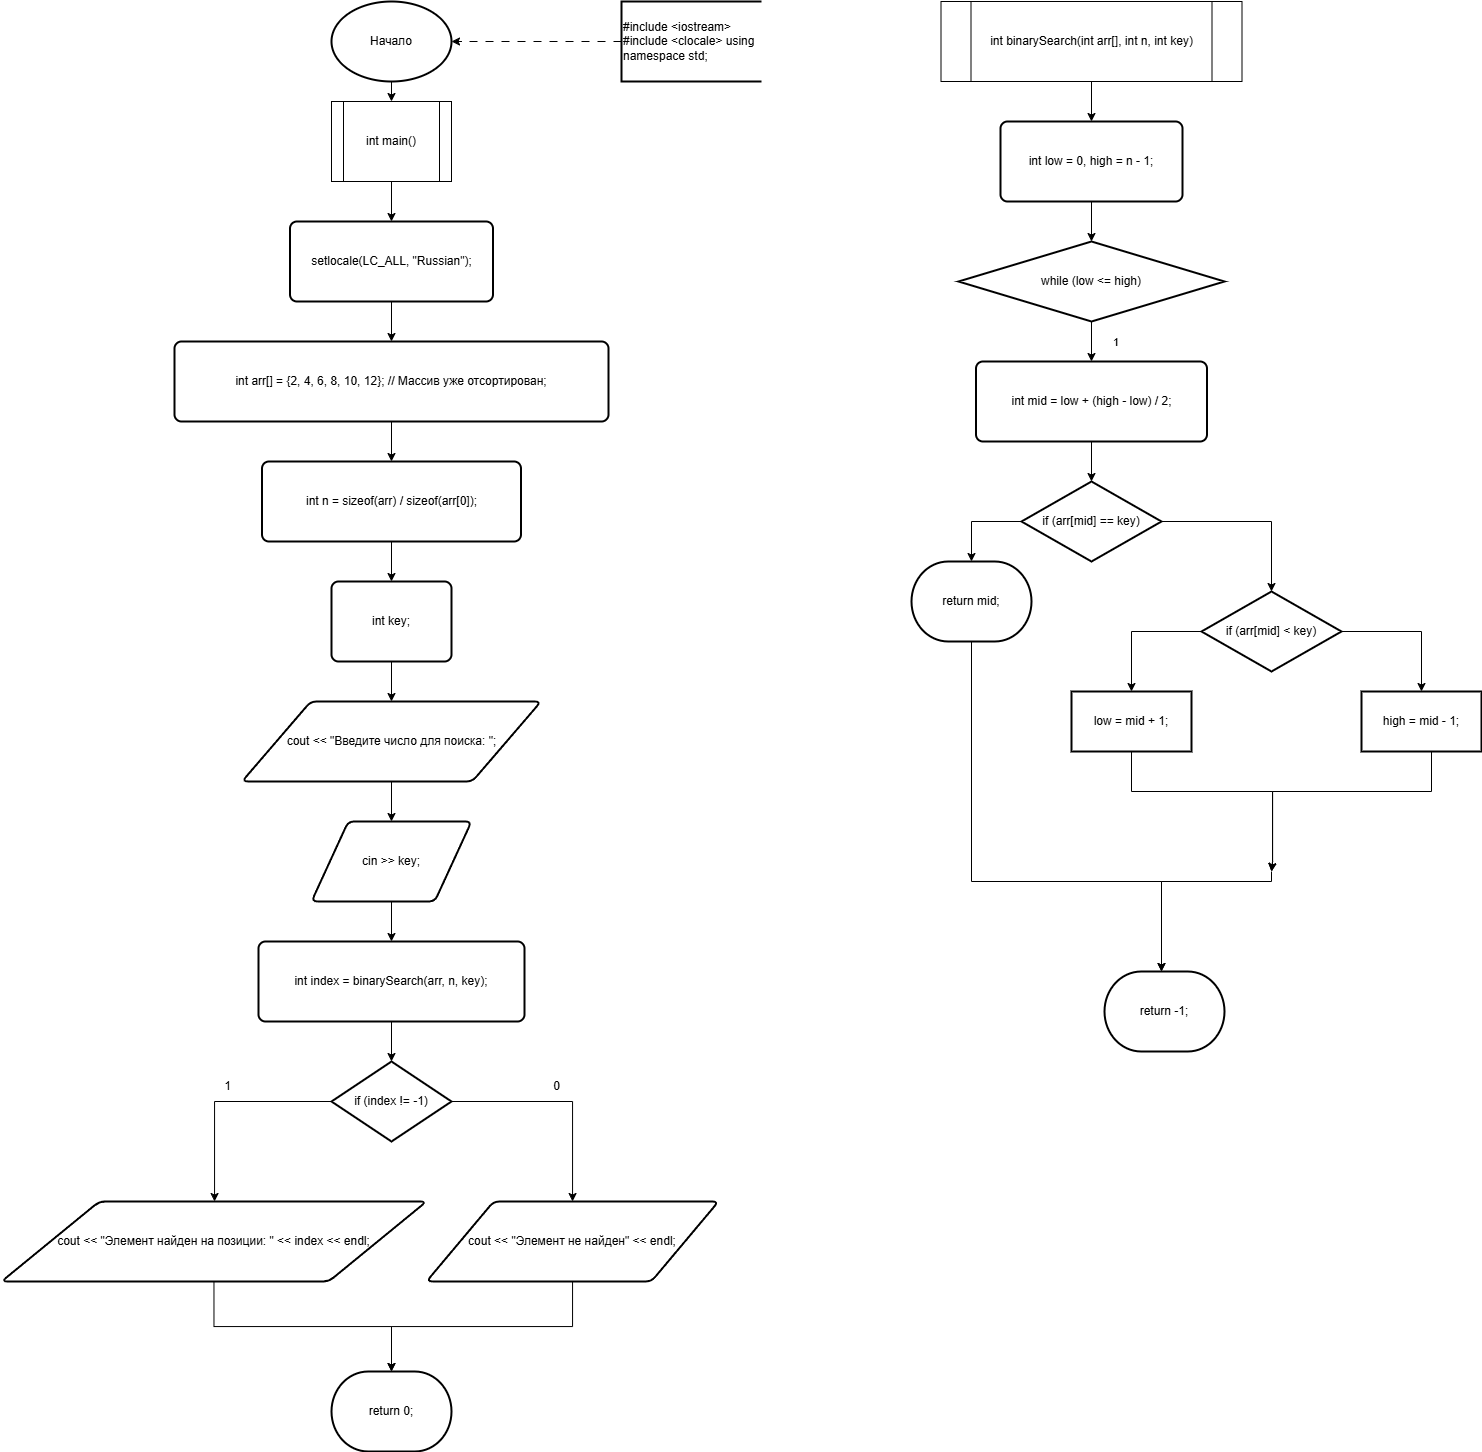 Начало
#include <iostream>
#include <clocale> using
namespace std;
int main()
setlocale(LC_ALL, "Russian");
int arr[] = {2, 4, 6, 8, 10, 12}; // Массив уже отсортирован;
int n = sizeof(arr) / sizeof(arr[0]);
int key;
cout << "Введите число для поиска: ";
cin >> key;
int index = binarySearch(arr, n, key);
if (index != -1)
1
0
cout << "Элемент найден на позиции: " << index << endl;
cout << "Элемент не найден" << endl;
return 0;
int binarySearch(int arr[], int n, int key)
int low = 0, high = n - 1;
while (low <= high)
1
int mid = low + (high - low) / 2;
if (arr[mid] == key)
return mid;
if (arr[mid] < key)
low = mid + 1;
high = mid - 1;
return -1;